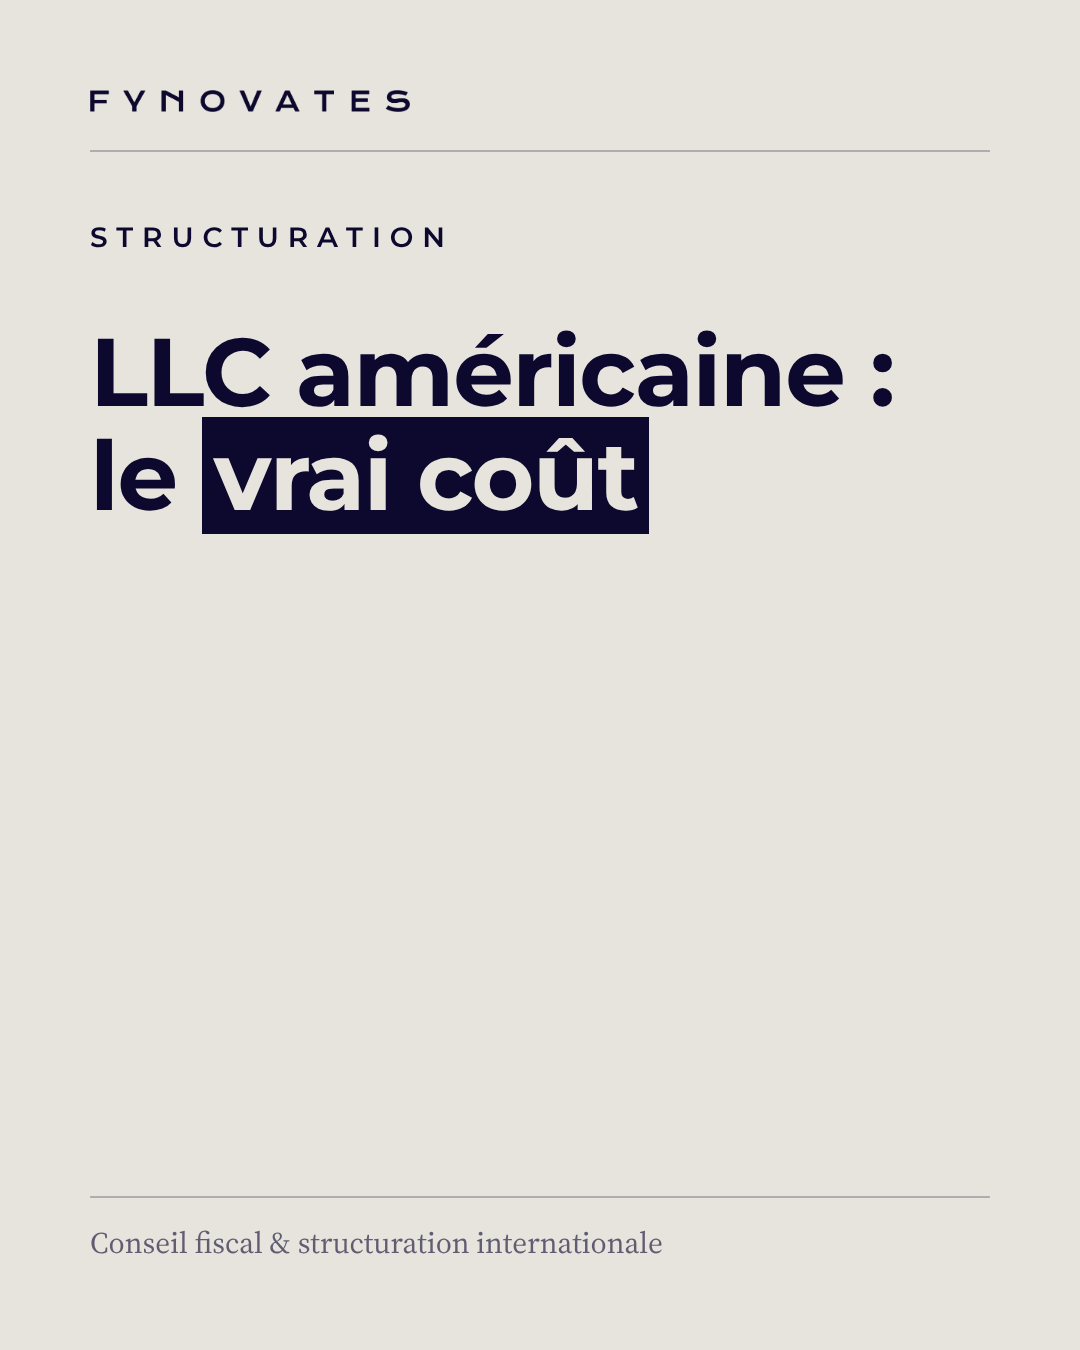 FYNOVATES
STRUCTURATION
LLC américaine :
le vrai coût
Conseil fiscal & structuration internationale